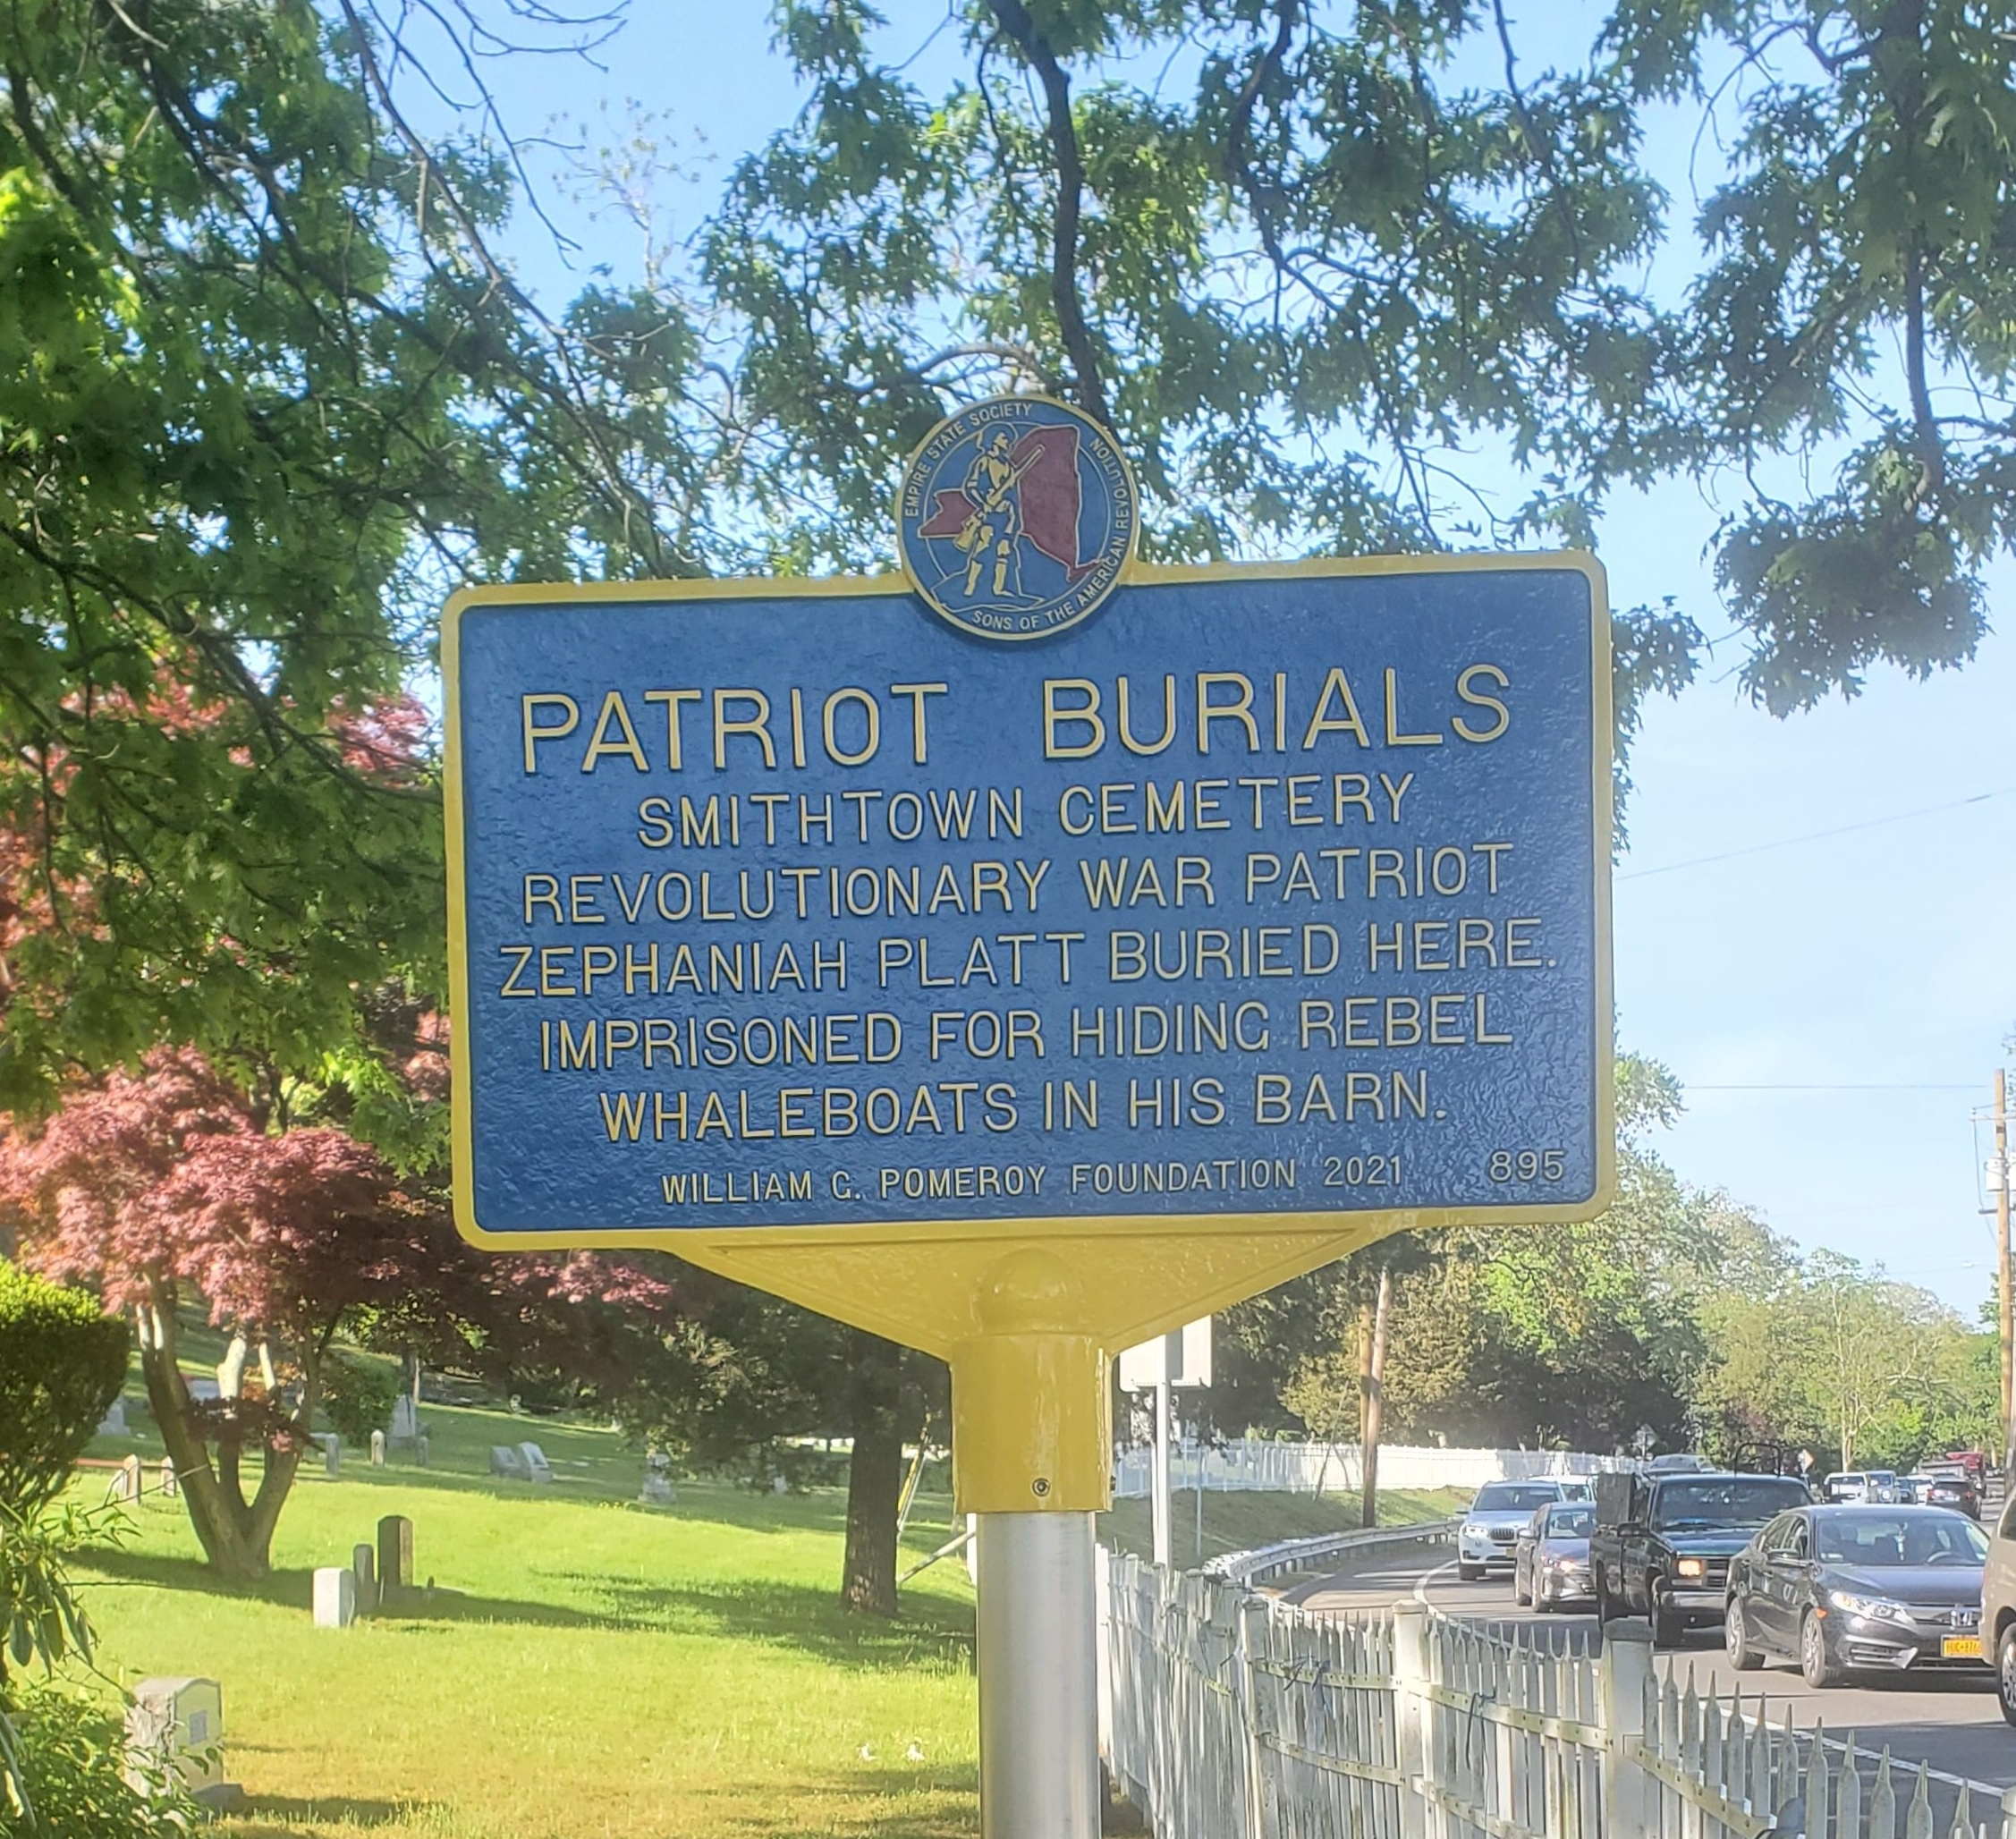 EMPIRE STATE SOCIETY
SONS OF THE AMERICAN REVOLUTION
PATRIOT BURIALS
SMITHTOWN CEMETERY
REVOLUTIONARY WAR PATRIOT
ZEPHANIAH PLATT BURIED HERE.
IMPRISONED FOR HIDING REBEL
WHALEBOATS IN HIS BARN.
WILLIAM G. POMEROY FOUNDATION 2021 895